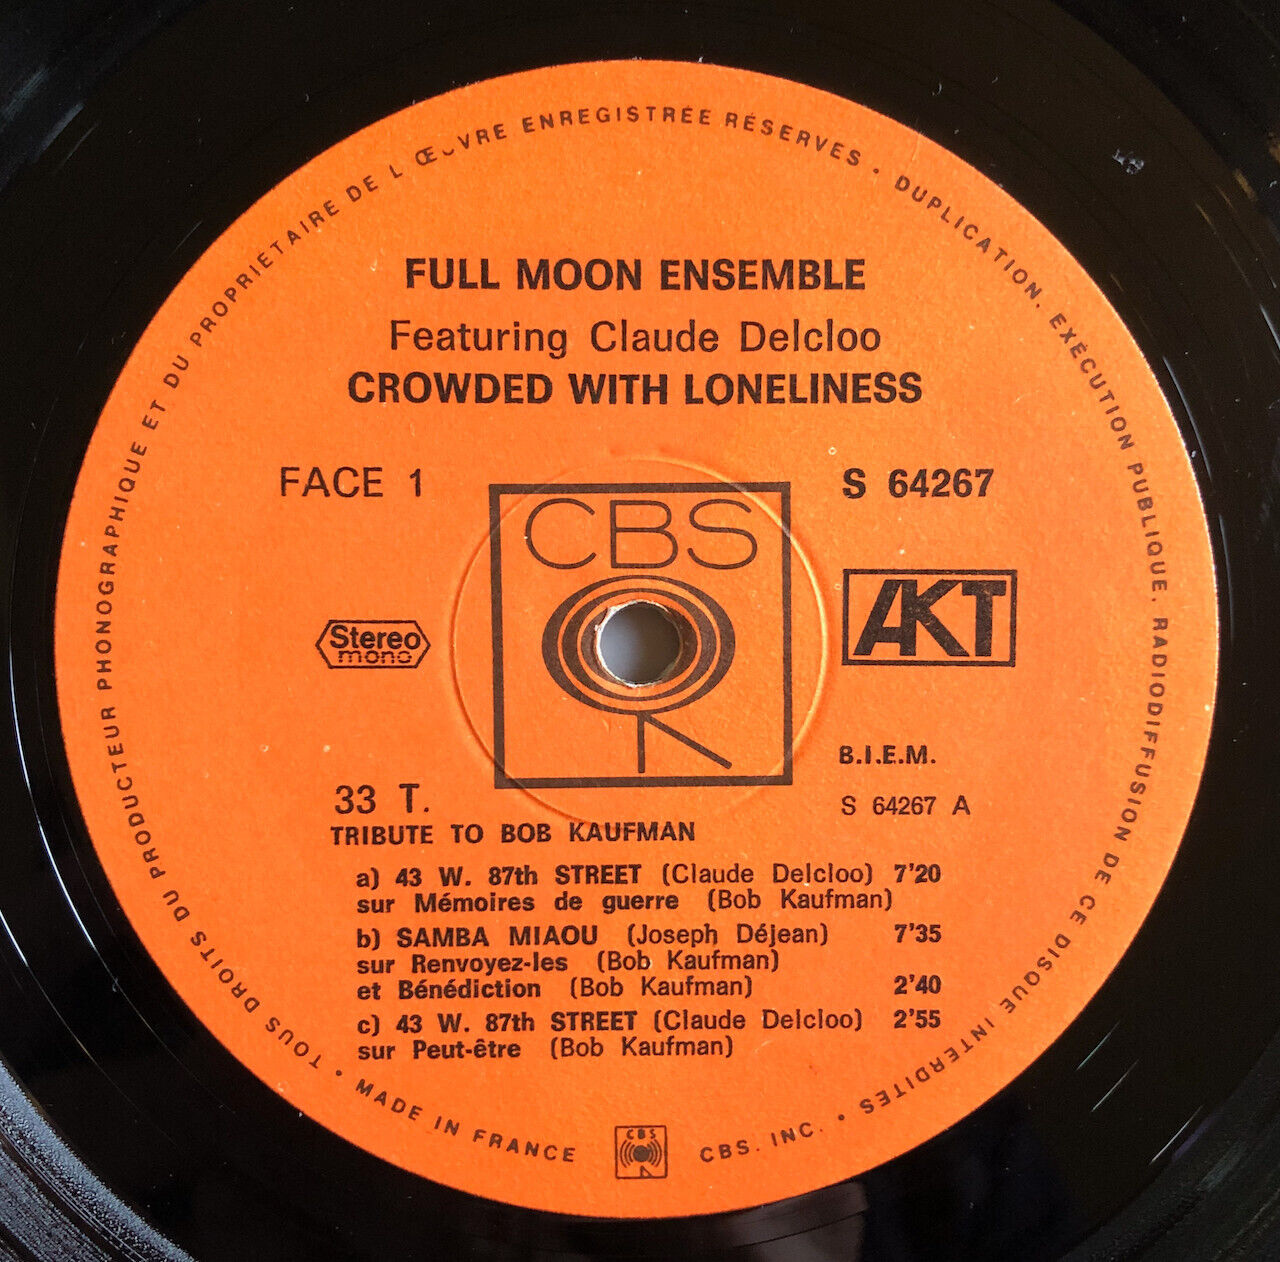 FULL MOON ENSEMBLE
Featuring Claude Delcloo
CROWDED WITH LONELINESS
FACE 1
S 64267
CBS
Stereo
mono
AKT
B.I.E.M.
33 T.
S 64267 A
TRIBUTE TO BOB KAUFMAN
a) 43 W. 87th STREET (Claude Delcloo) 7'20
sur Mémoires de guerre (Bob Kaufman)
b) SAMBA MIAOU (Joseph Déjean) 7'35
sur Renvoyez-les (Bob Kaufman)
et Bénédiction (Bob Kaufman) 2'40
c) 43 W. 87th STREET (Claude Delcloo) 2'55
sur Peut-être (Bob Kaufman)
TOUS DROITS DU PRODUCTEUR PHONOGRAPHIQUE ET DU PROPRIETAIRE DE L'ŒUVRE ENREGISTRÉE RÉSERVES • DUPLICATION, EXÉCUTION PUBLIQUE, RADIODIFFUSION DE CE DISQUE INTERDITES •
CBS. INC.
CBS
MADE IN FRANCE •